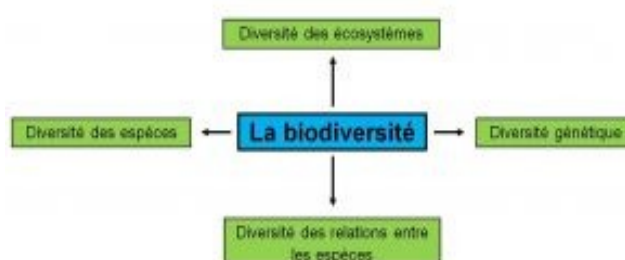 Diversité des écosystèmes
Diversité des espèces
La biodiversité
Diversité génétique
Diversité des relations entre
les espèces